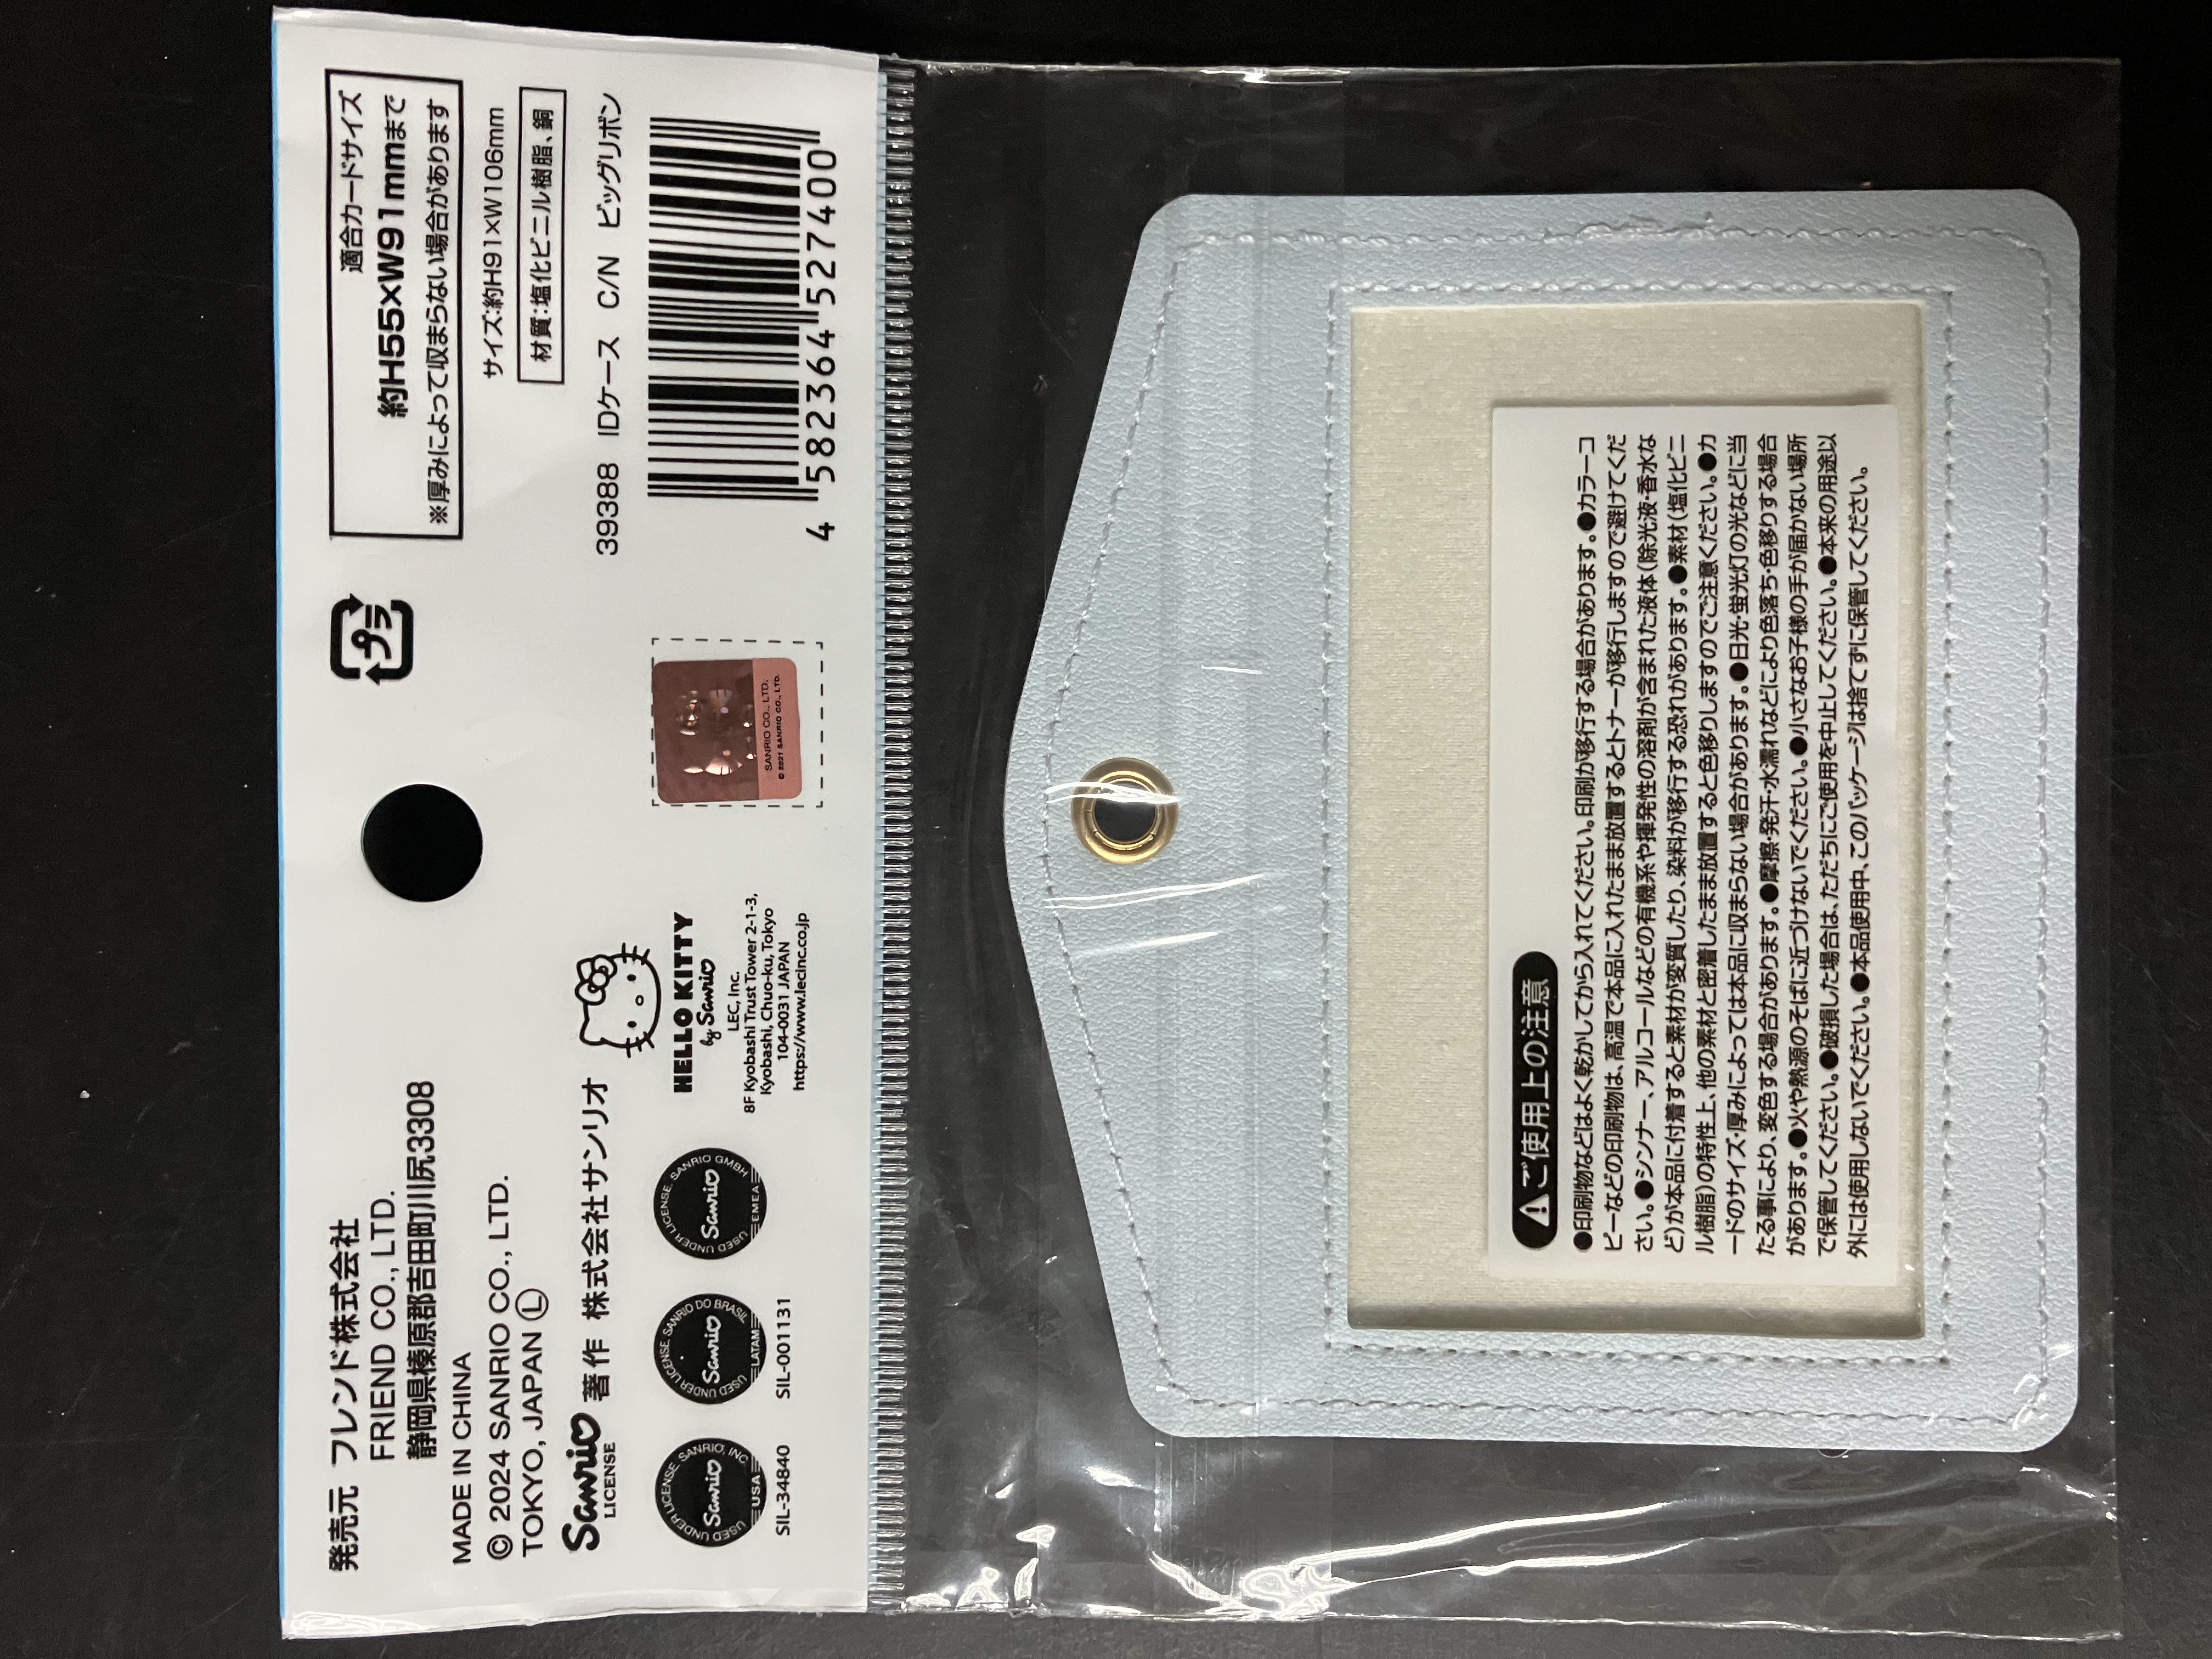 発売元 フレンド株式会社
FRIEND CO.,LTD.
静岡県榛原郡吉田町川尻3308
MADE IN CHINA
© 2024 SANRIO CO., LTD.
TOKYO, JAPAN Ⓛ
Sanrio 著作 株式会社サンリオ
LICENSE
USED UNDER LICENSE. SANRIO, INC.
Sanrio
USA
SIL-34840
USED UNDER LICENSE. SANRIO DO BRASIL
Sanrio
LATAM
SIL-001131
USED UNDER LICENSE. SANRIO GMBH
Sanrio
EMEA
HELLO KITTY
by Sanrio
LEC, Inc.
8F Kyobashi Trust Tower 2-1-3,
Kyobashi, Chuo-ku, Tokyo
104-0031 JAPAN
https://www.lecinc.co.jp
プラ
SANRIO CO., LTD.
© 2021 SANRIO CO., LTD.
適合カードサイズ
約H55×W91mmまで
※厚みによって収まらない場合があります
サイズ:約H91×W106mm
材質:塩化ビニル樹脂、銅
39388 IDケース C/N ビッグリボン
4 582364 527400
⚠ご使用上の注意
●印刷物などはよく乾かしてから入れてください。印刷が移行する場合があります。●カラーコ
ピーなどの印刷物は、高温で本品に入れたまま放置するとトナーが移行しますので避けてくだ
さい。●シンナー、アルコールなどの有機系や揮発性の溶剤が含まれた液体(除光液・香水な
ど)が本品に付着すると素材が変質したり、染料が移行する恐れがあります。●素材(塩化ビニ
ル樹脂)の特性上、他の素材と密着したまま放置すると色移りしますのでご注意ください。●カ
ードのサイズ・厚みによっては本品に収まらない場合があります。●日光・蛍光灯の光などに当
たる事により、変色する場合があります。●摩擦・発汗・水濡れなどにより色落ち・色移りする場合
があります。●火や熱源のそばに近づけないでください。●小さなお子様の手が届かない場所
で保管してください。●破損した場合は、ただちにご使用を中止してください。●本来の用途以
外には使用しないでください。●本品使用中、このパッケージは捨てずに保管してください。